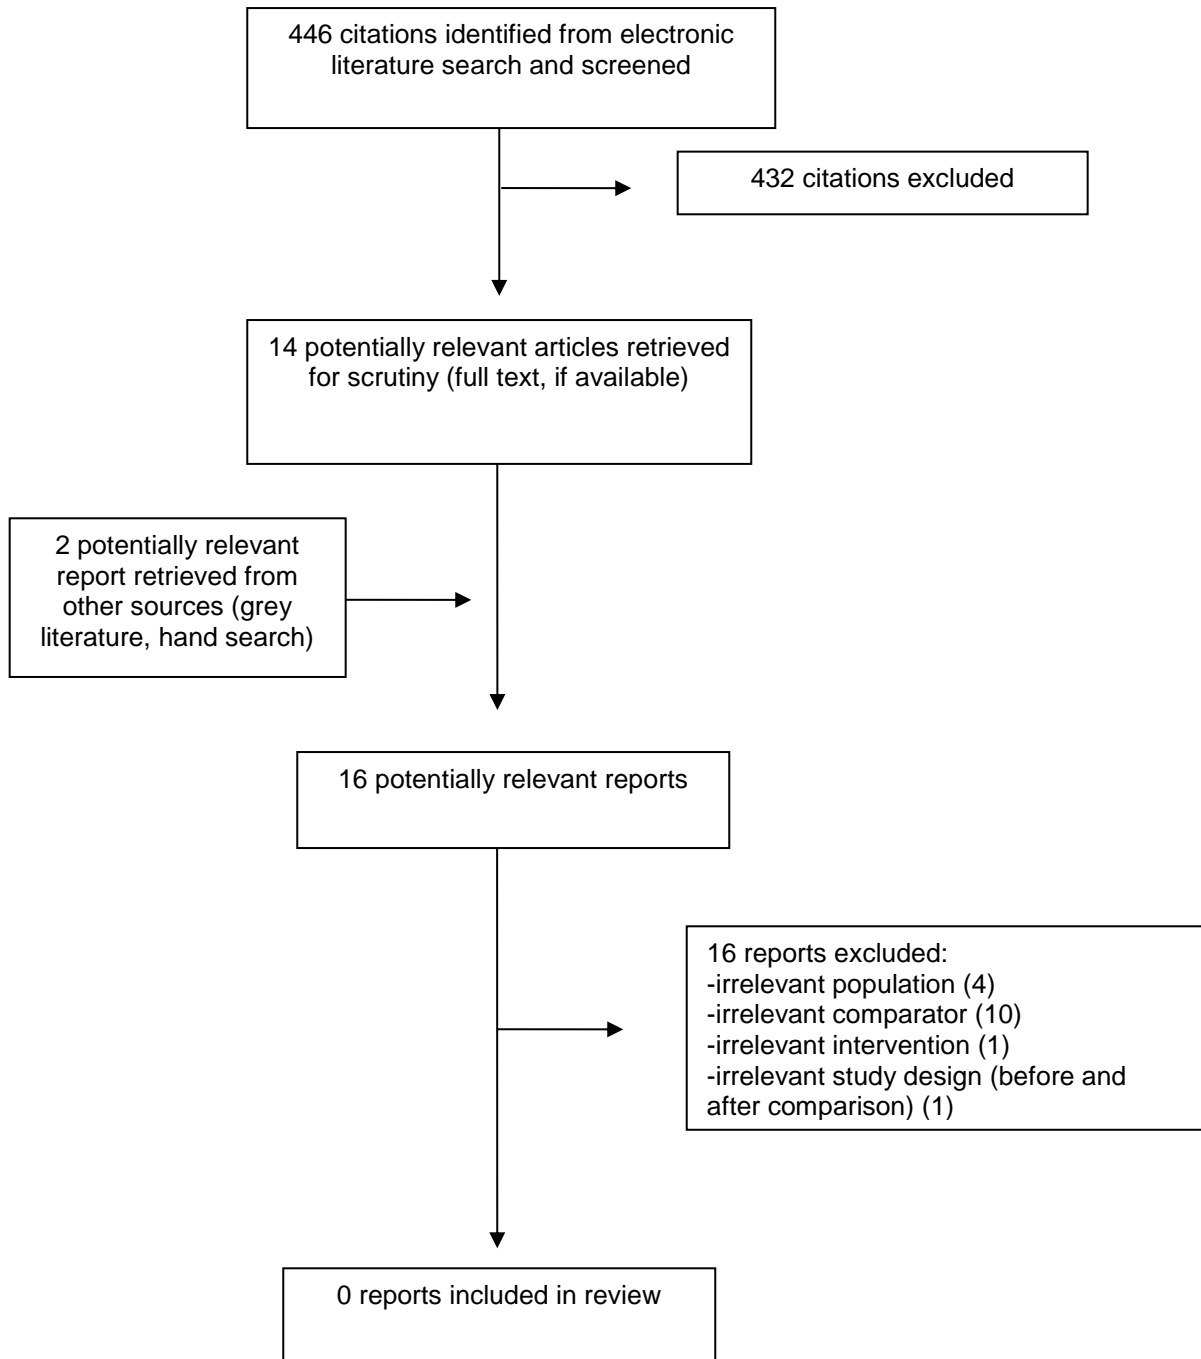 446 citations identified from electronic
literature search and screened
432 citations excluded
14 potentially relevant articles retrieved
for scrutiny (full text, if available)
2 potentially relevant
report retrieved from
other sources (grey
literature, hand search)
16 potentially relevant reports
16 reports excluded:
-irrelevant population (4)
-irrelevant comparator (10)
-irrelevant intervention (1)
-irrelevant study design (before and
after comparison) (1)
0 reports included in review